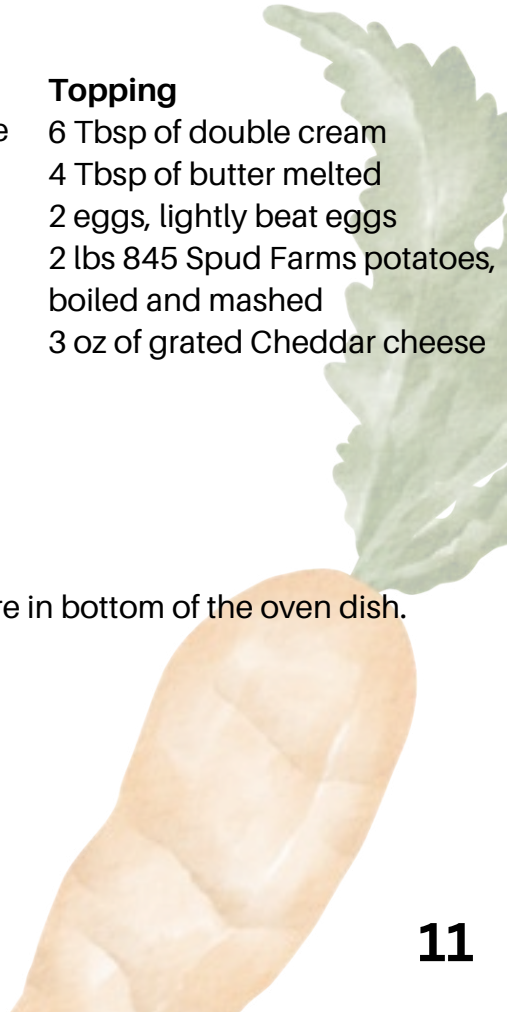 Topping
e 6 Tbsp of double cream
4 Tbsp of butter melted
2 eggs, lightly beat eggs
2 lbs 845 Spud Farms potatoes,
boiled and mashed
3 oz of grated Cheddar cheese
re in bottom of the oven dish.
11